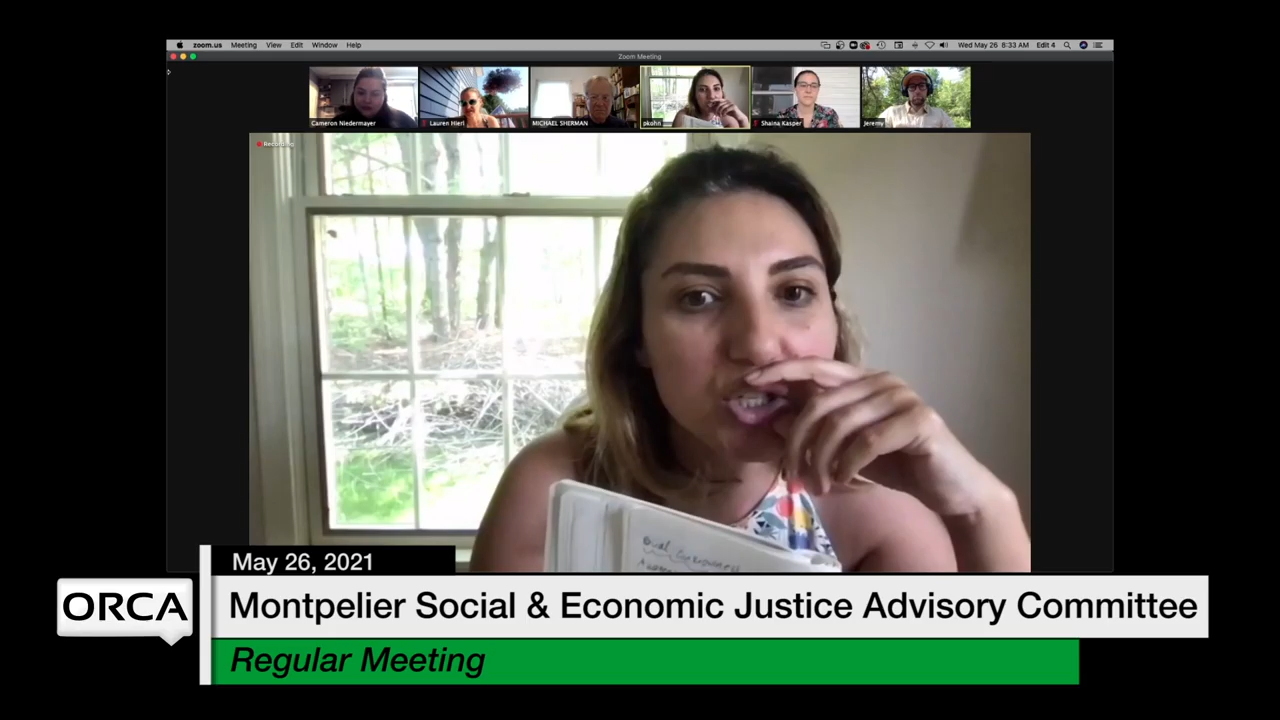 zoom.us Meeting View Edit Window Help Wed May 26 8:33 AM Edit 4
Zoom Meeting
Cameron Niedermayer Lauren Hierl MICHAEL SHERMAN pkohn Shaina Kasper Jeremy
Recording
May 26, 2021
ORCA
Montpelier Social & Economic Justice Advisory Committee
Regular Meeting